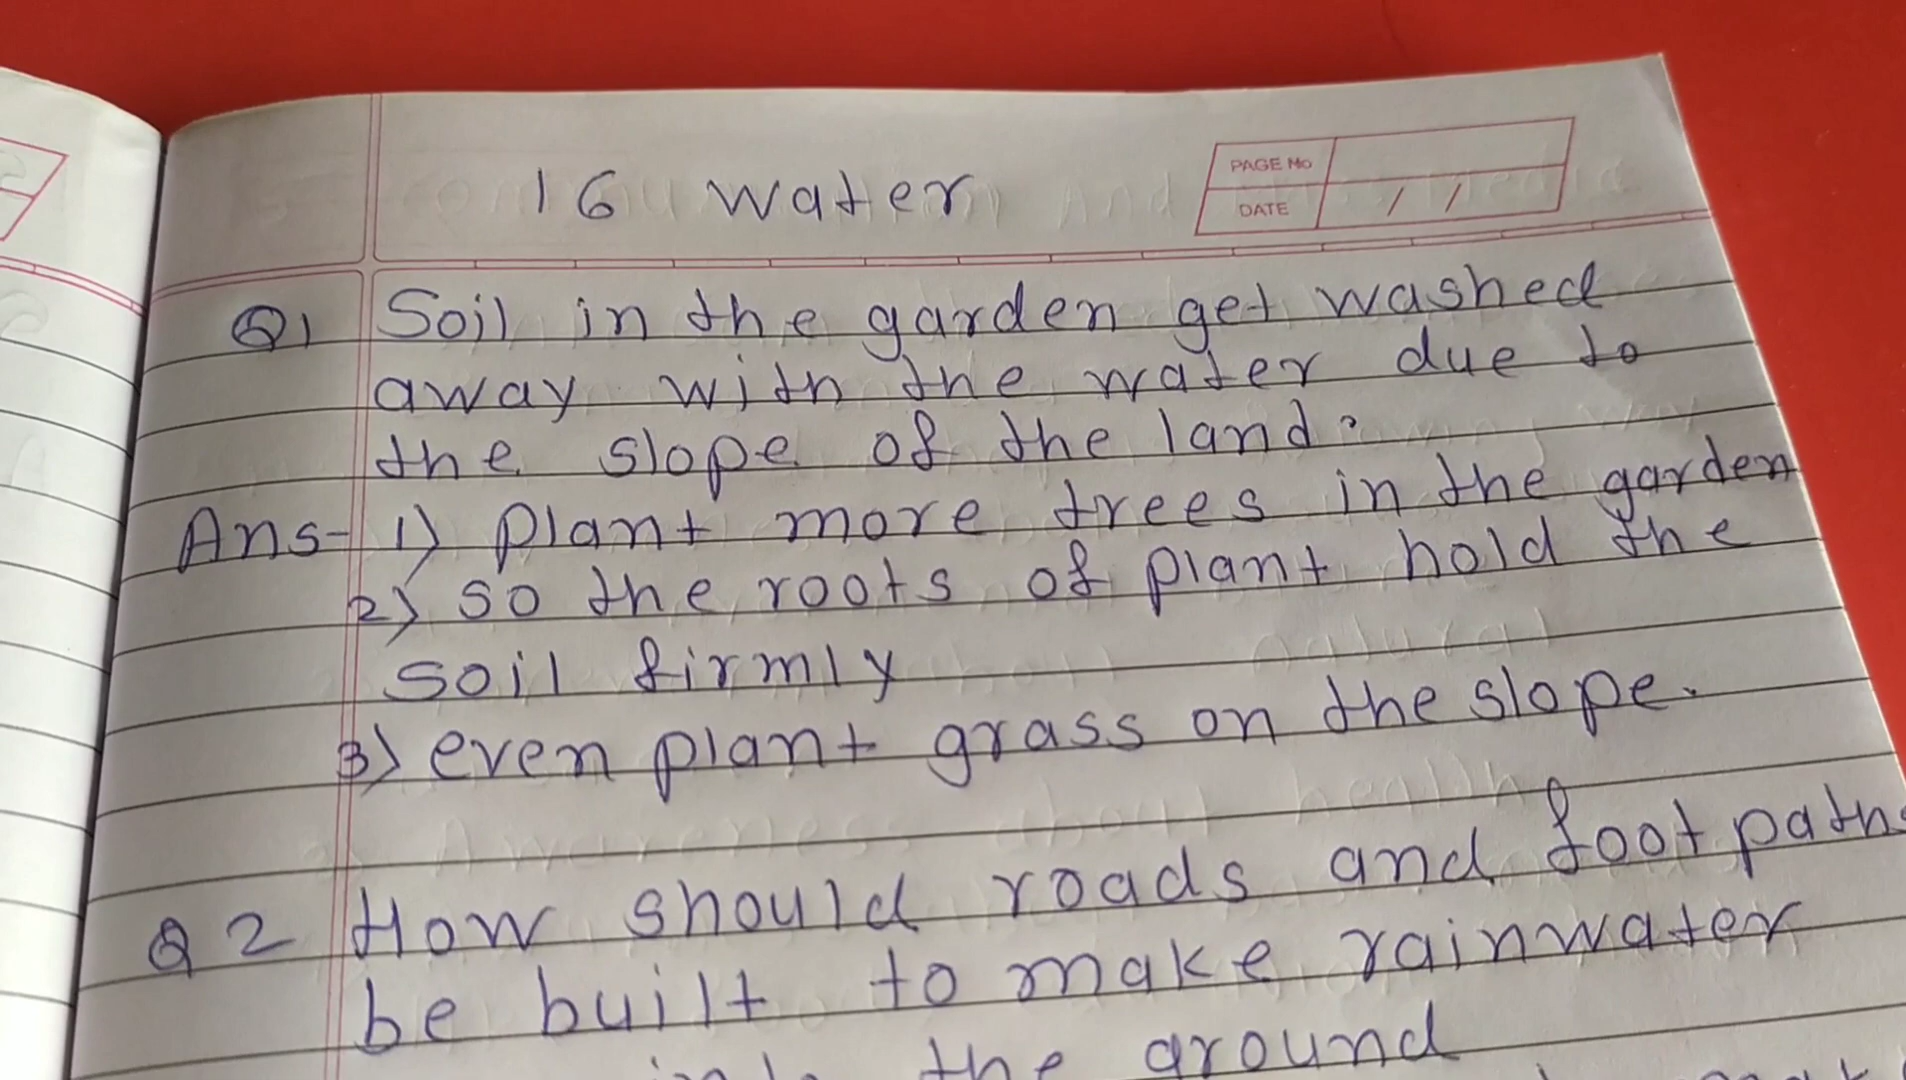 16 water
PAGE No
DATE / /
Q1 Soil in the garden get washed
away with the water due to
the slope of the land?
Ans- 1) plant more trees in the garden
2) so the roots of plant hold the
soil firmly
3) even plant grass on the slope.
Q 2 How should roads and foot paths
be built to make rainwater
the ground